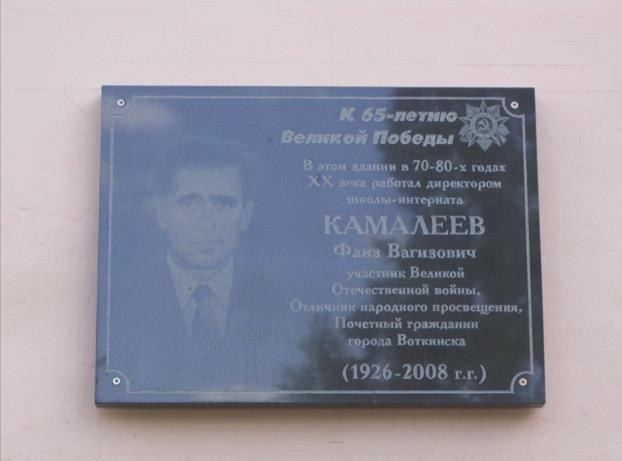 К 65-летию
Великой Победы
В этом здании в 70-80-х годах
XX века работал директором
школы-интерната
КАМАЛЕЕВ
Фаиз Вагизович
участник Великой
Отечественной войны,
Отличник народного просвещения,
Почетный гражданин
города Воткинска
(1926-2008 г.г.)